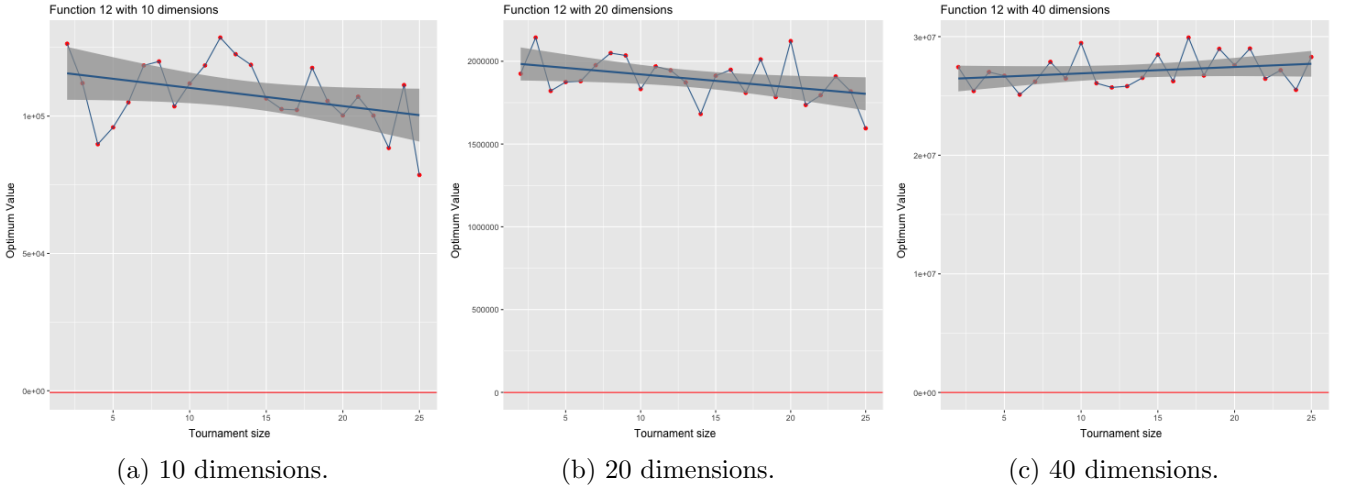 Function 12 with 10 dimensions
Optimum Value
1e+05
5e+04
0e+00
5
10
15
20
25
Tournament size
(a) 10 dimensions.
Function 12 with 20 dimensions
Optimum Value
2000000
1500000
1000000
500000
0
5
10
15
20
25
Tournament size
(b) 20 dimensions.
Function 12 with 40 dimensions
Optimum Value
3e+07
2e+07
1e+07
0e+00
5
10
15
20
25
Tournament size
(c) 40 dimensions.